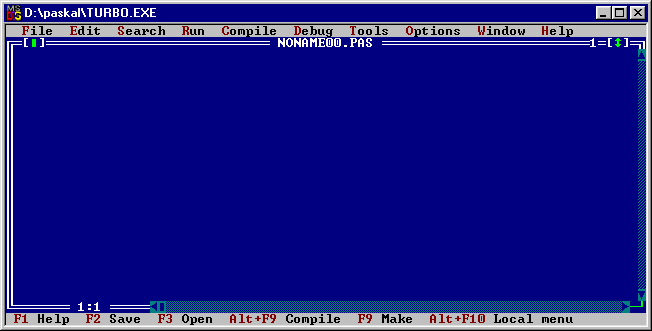 D:\paskal\TURBO.EXE
File Edit Search Run Compile Debug Tools Options Window Help
[▮] NONAME00.PAS 1=[↕]
1:1
F1 Help F2 Save F3 Open Alt+F9 Compile F9 Make Alt+F10 Local menu